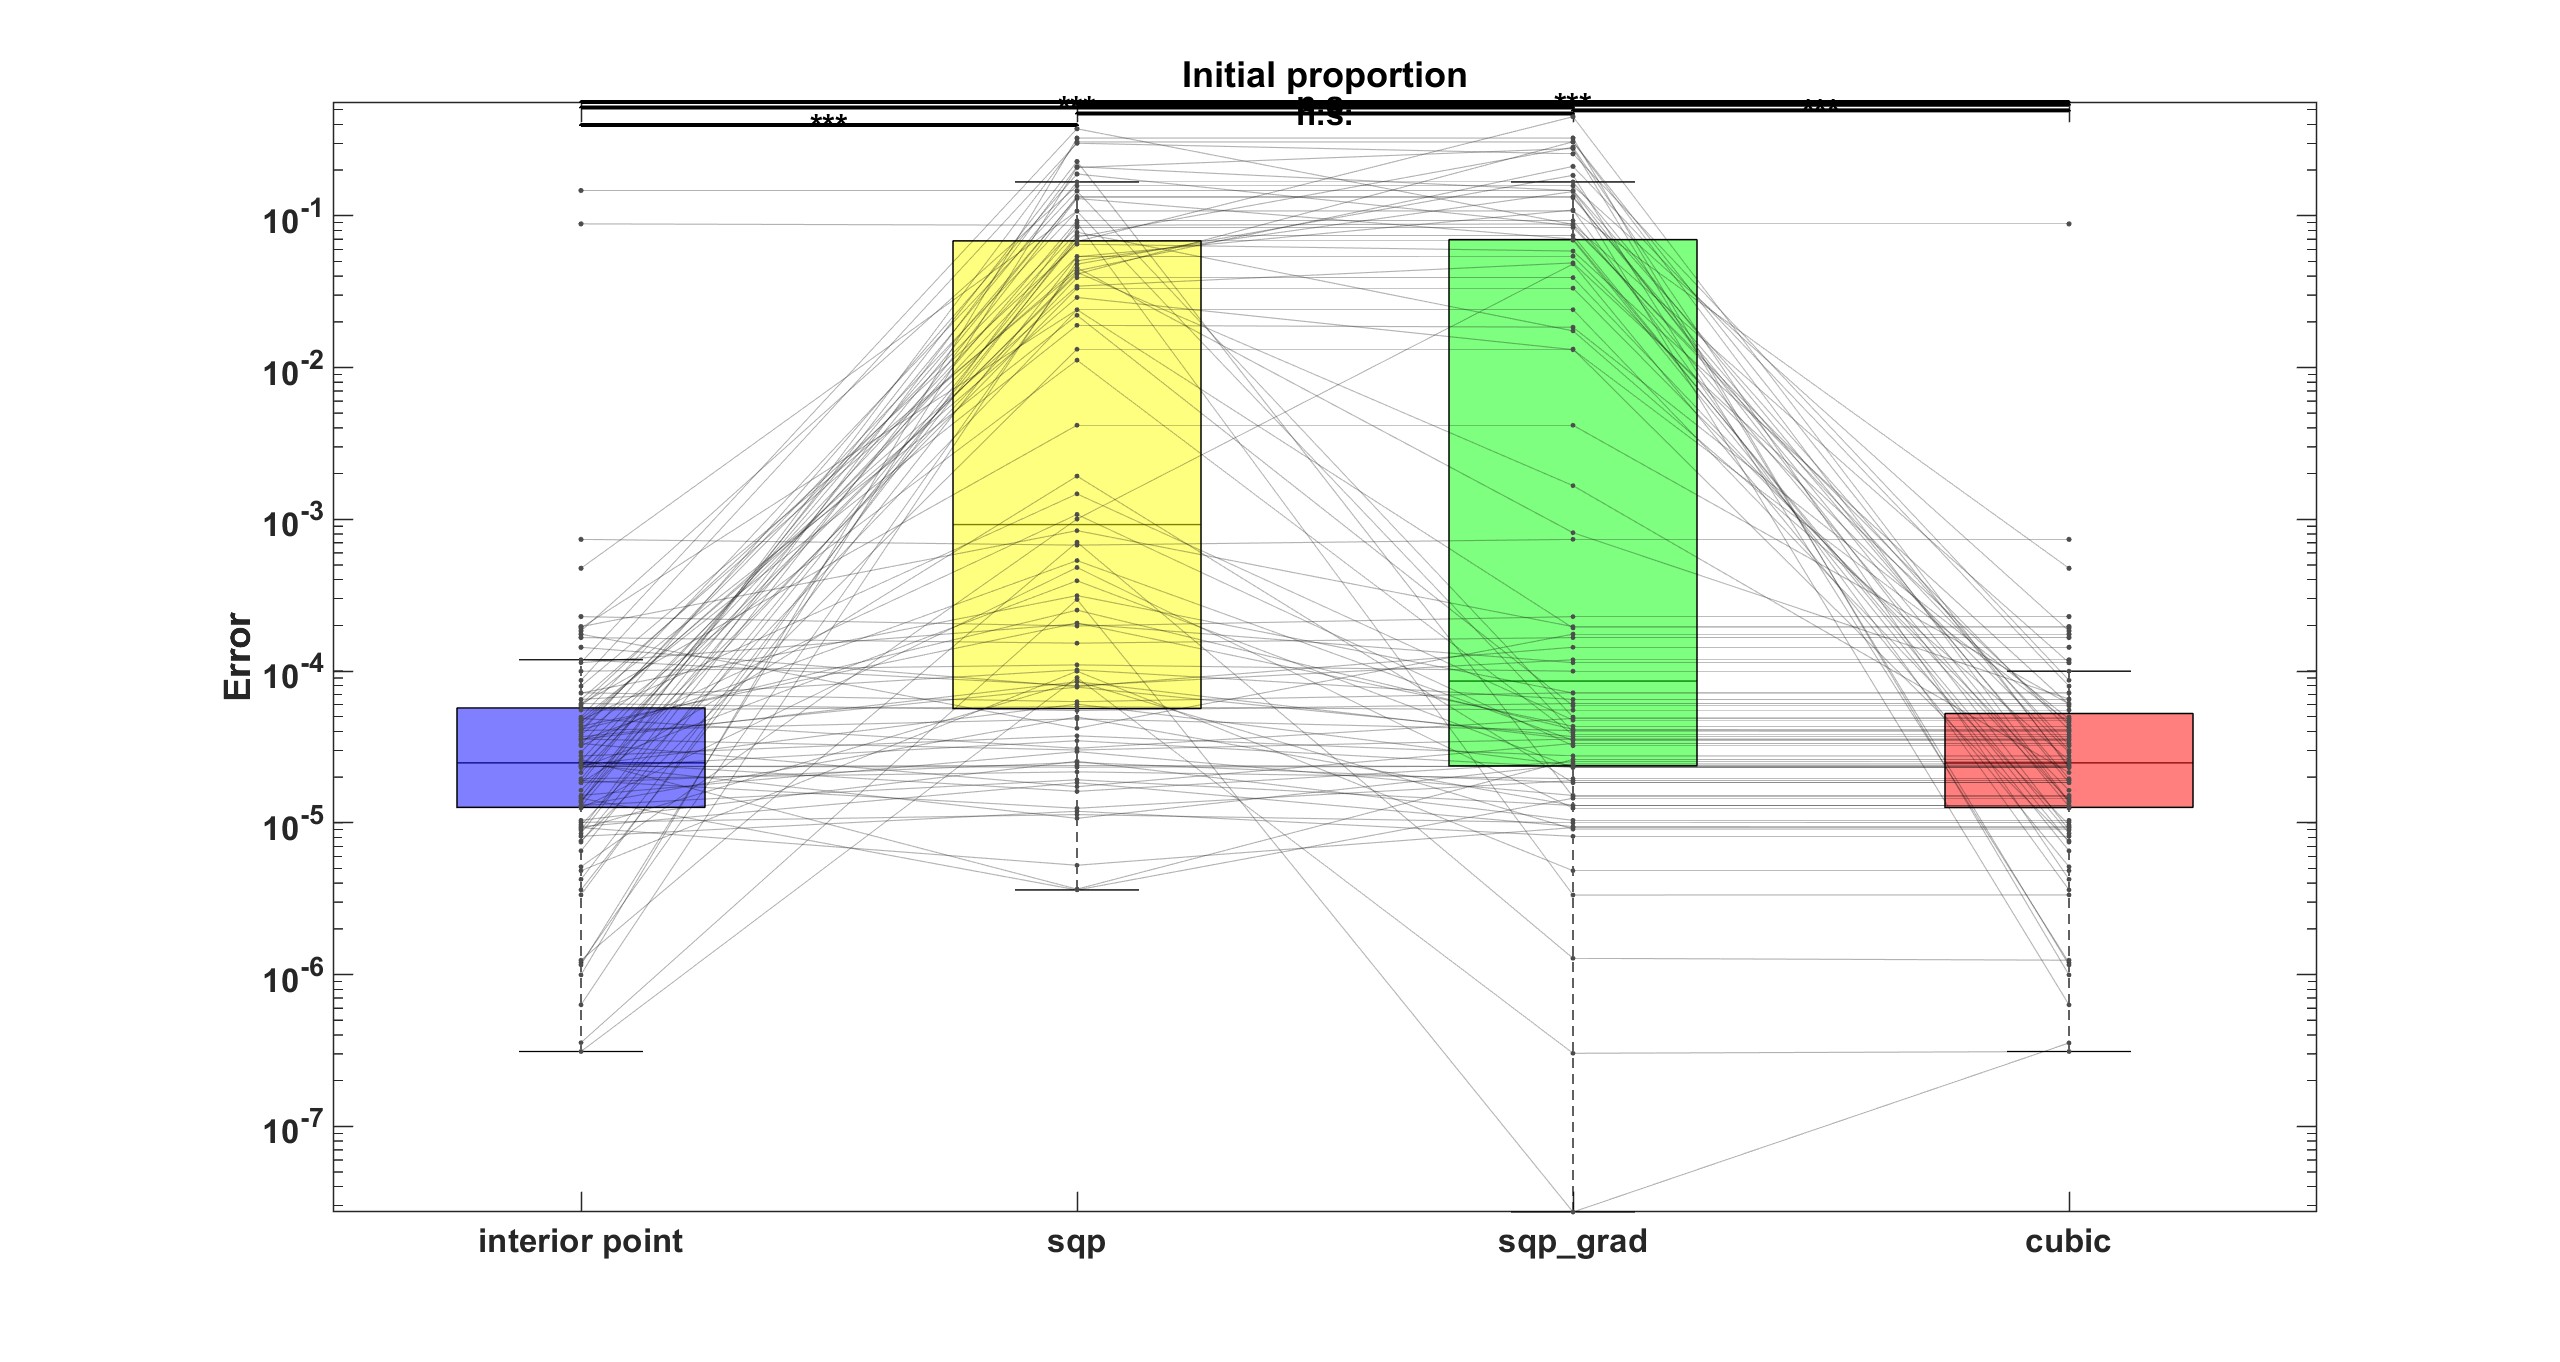 Initial proportion
*** n.s. *** ***
*** n.s.
10-1
10-2
10-3
10-4
10-5
10-6
10-7
Error
interior point sqp sqp_grad cubic